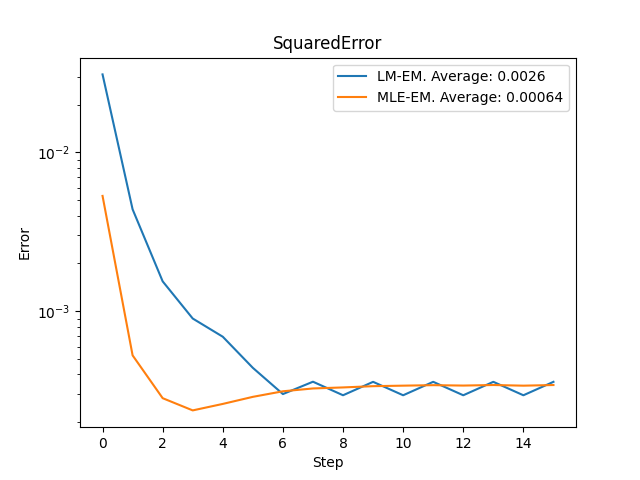 SquaredError
LM-EM. Average: 0.0026
MLE-EM. Average: 0.00064
10⁻²
10⁻³
Error
0 2 4 6 8 10 12 14
Step